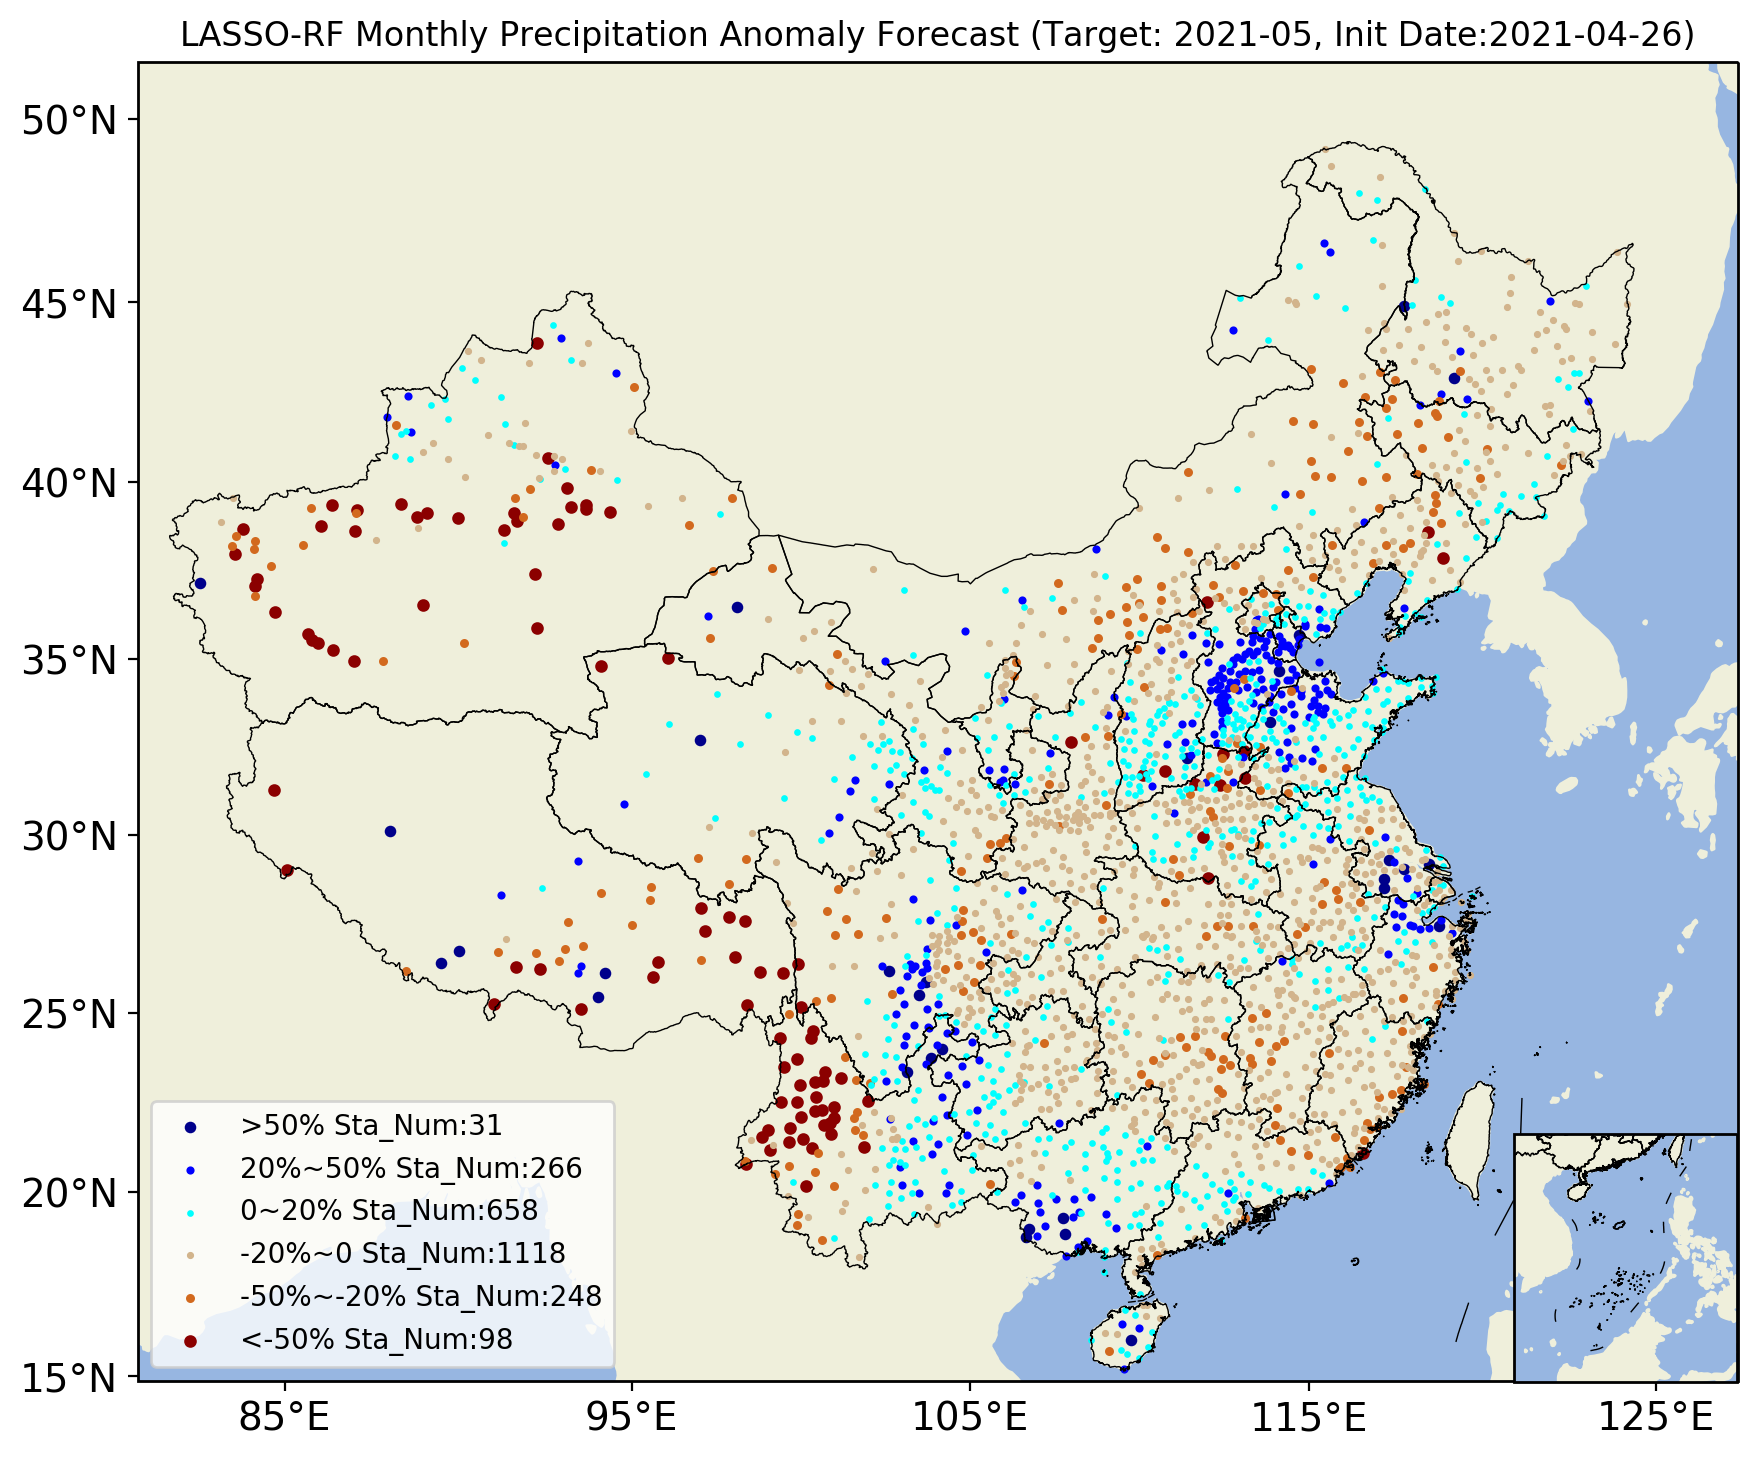 LASSO-RF Monthly Precipitation Anomaly Forecast (Target: 2021-05, Init Date:2021-04-26)
50°N
45°N
40°N
35°N
30°N
25°N
20°N
15°N
>50% Sta_Num:31
20%~50% Sta_Num:266
0~20% Sta_Num:658
-20%~0 Sta_Num:1118
-50%~-20% Sta_Num:248
<-50% Sta_Num:98
85°E
95°E
105°E
115°E
125°E